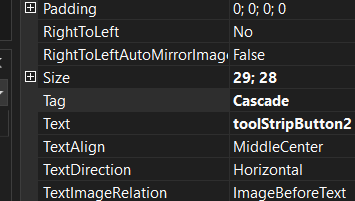 Padding 0; 0; 0; 0
RightToLeft No
RightToLeftAutoMirrorImage False
Size 29; 28
Tag Cascade
Text toolStripButton2
TextAlign MiddleCenter
TextDirection Horizontal
TextImageRelation ImageBeforeText